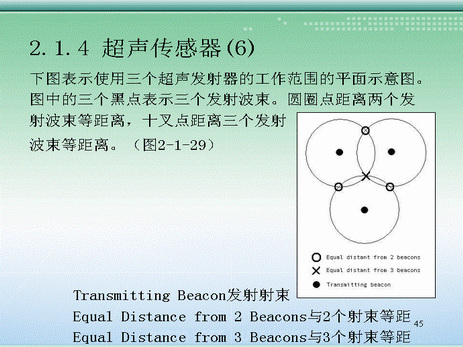 2.1.4 超声传感器(6)
下图表示使用三个超声发射器的工作范围的平面示意图。
图中的三个黑点表示三个发射波束。圆圈点距离两个发
射波束等距离，十叉点距离三个发射
波束等距离。（图2-1-29）
Equal distant from 2 beacons
Equal distant from 3 beacons
Transmitting beacon
Transmitting Beacon发射射束
Equal Distance from 2 Beacons与2个射束等距
Equal Distance from 3 Beacons与3个射束等距
45